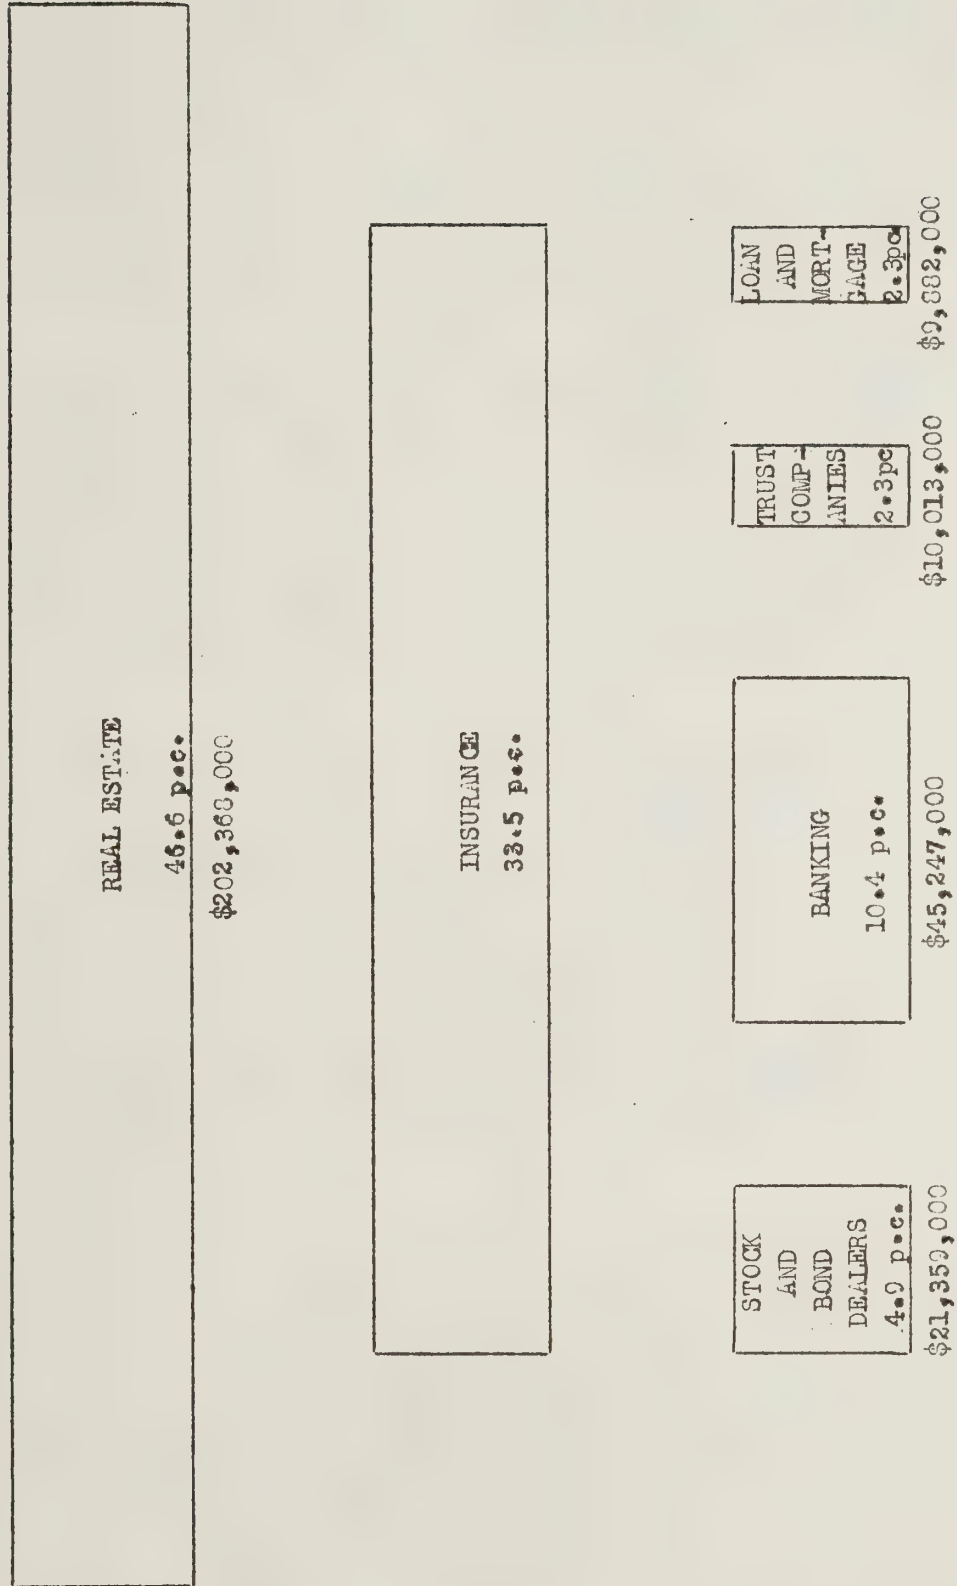 REAL ESTATE
46.6 p.c.
$202,368,000
INSURANCE
33.5 p.c.
STOCK
AND
BOND
DEALERS
4.9 p.c.
$21,359,000
BANKING
10.4 p.c.
$45,247,000
TRUST
COMP-
ANIES
2.3pc
$10,013,000
LOAN
AND
MORT-
GAGE
2.3pc.
$9,882,000